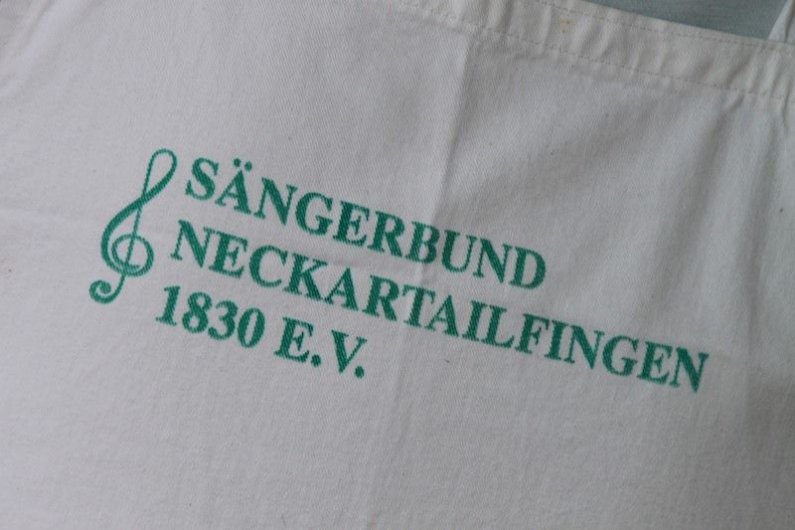 SÄNGERBUND
NECKARTAILFINGEN
1830 E.V.